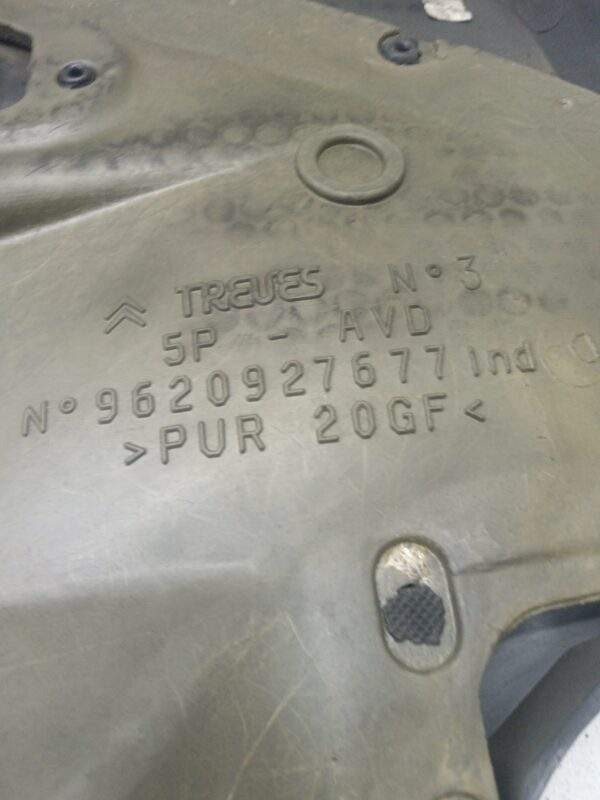 TREVES N° 3
5P - AVD
N° 9620927677 Ind
>PUR 20GF<